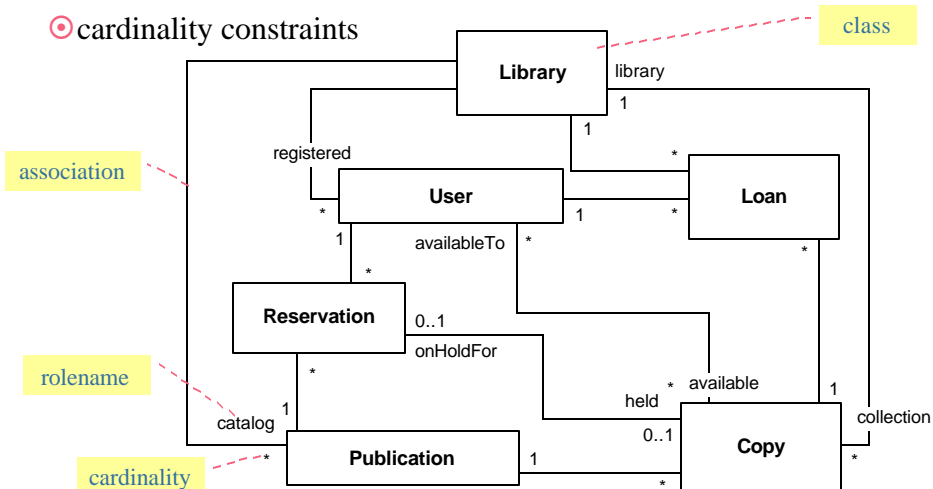 cardinality constraints
class
Library
library
1
1
registered
*
association
User
Loan
*
1
*
1
availableTo
*
*
*
Reservation
0..1
onHoldFor
rolename
*
*
available
held
1
1
catalog
collection
0..1
*
Publication
1
Copy
*
cardinality
*